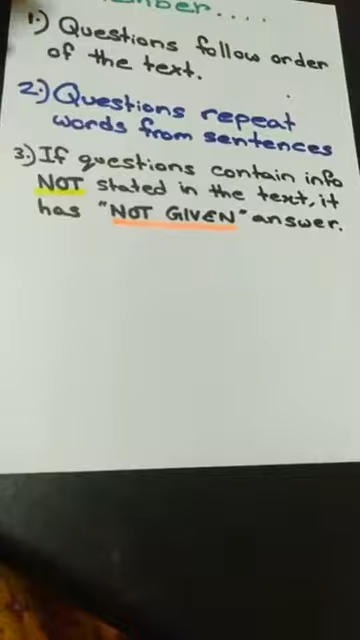 1.) Questions follow order
of the text.
2.) Questions repeat
words from sentences
3.) If questions contain info
NOT stated in the text, it
has "NOT GIVEN" answer.